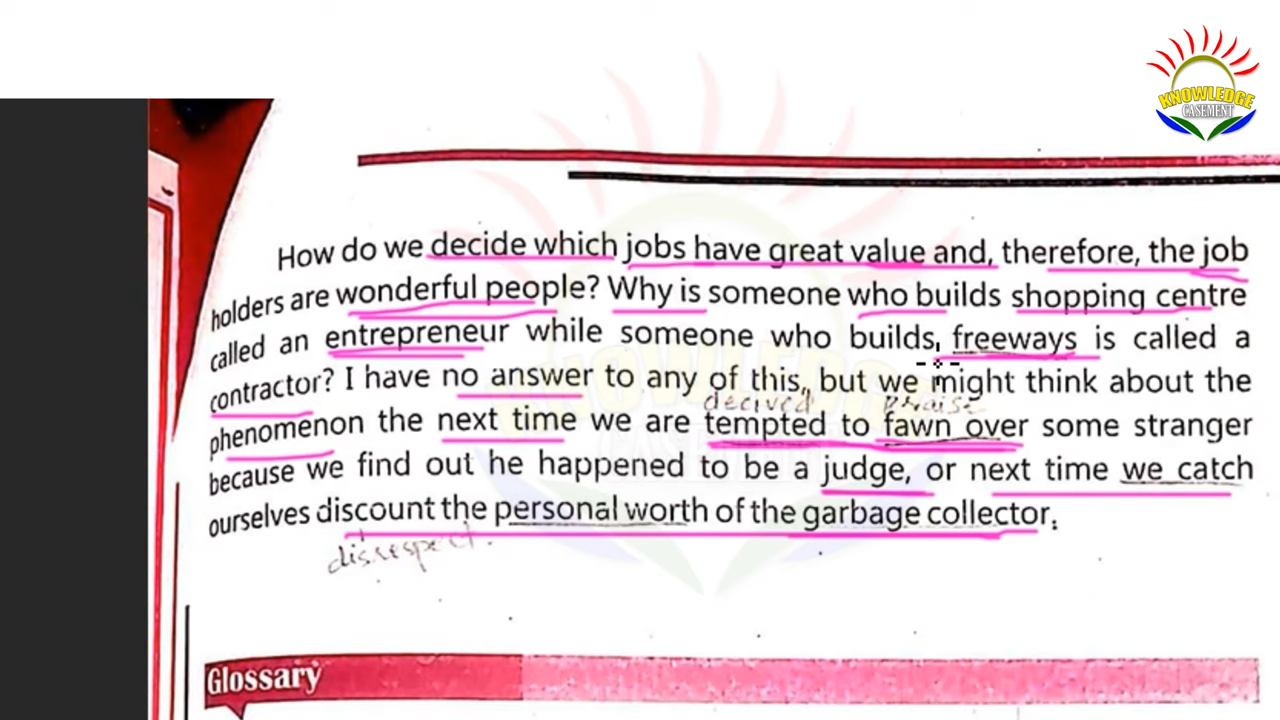 KNOWLEDGE
CASEMENT
How do we decide which jobs have great value and, therefore, the job
holders are wonderful people? Why is someone who builds shopping centre
called an entrepreneur while someone who builds, freeways is called a
contractor? I have no answer to any of this, but we might think about the
decived praise
phenomenon the next time we are tempted to fawn over some stranger
because we find out he happened to be a judge, or next time we catch
ourselves discount the personal worth of the garbage collector.
disrespect.
Glossary